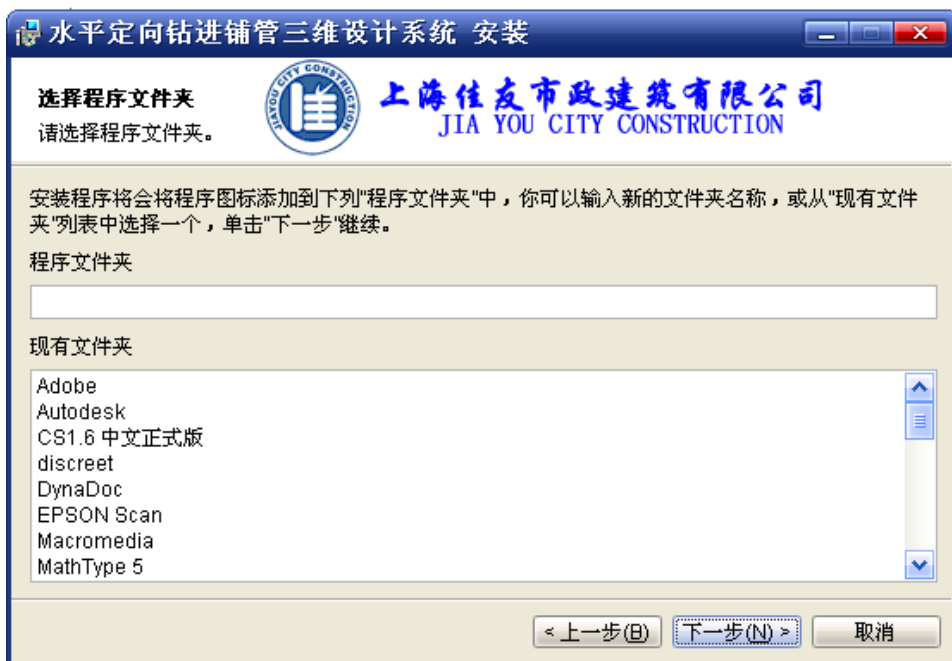 水平定向钻进铺管三维设计系统 安装
选择程序文件夹
请选择程序文件夹。
JIAYOU CITY CONSTRUCTION
上海佳友市政建筑有限公司
JIA YOU CITY CONSTRUCTION
安装程序将会将程序图标添加到下列"程序文件夹"中，你可以输入新的文件夹名称，或从"现有文件
夹"列表中选择一个，单击"下一步"继续。
程序文件夹
现有文件夹
Adobe
Autodesk
CS1.6 中文正式版
discreet
DynaDoc
EPSON Scan
Macromedia
MathType 5
< 上一步(B)
下一步(N) >
取消